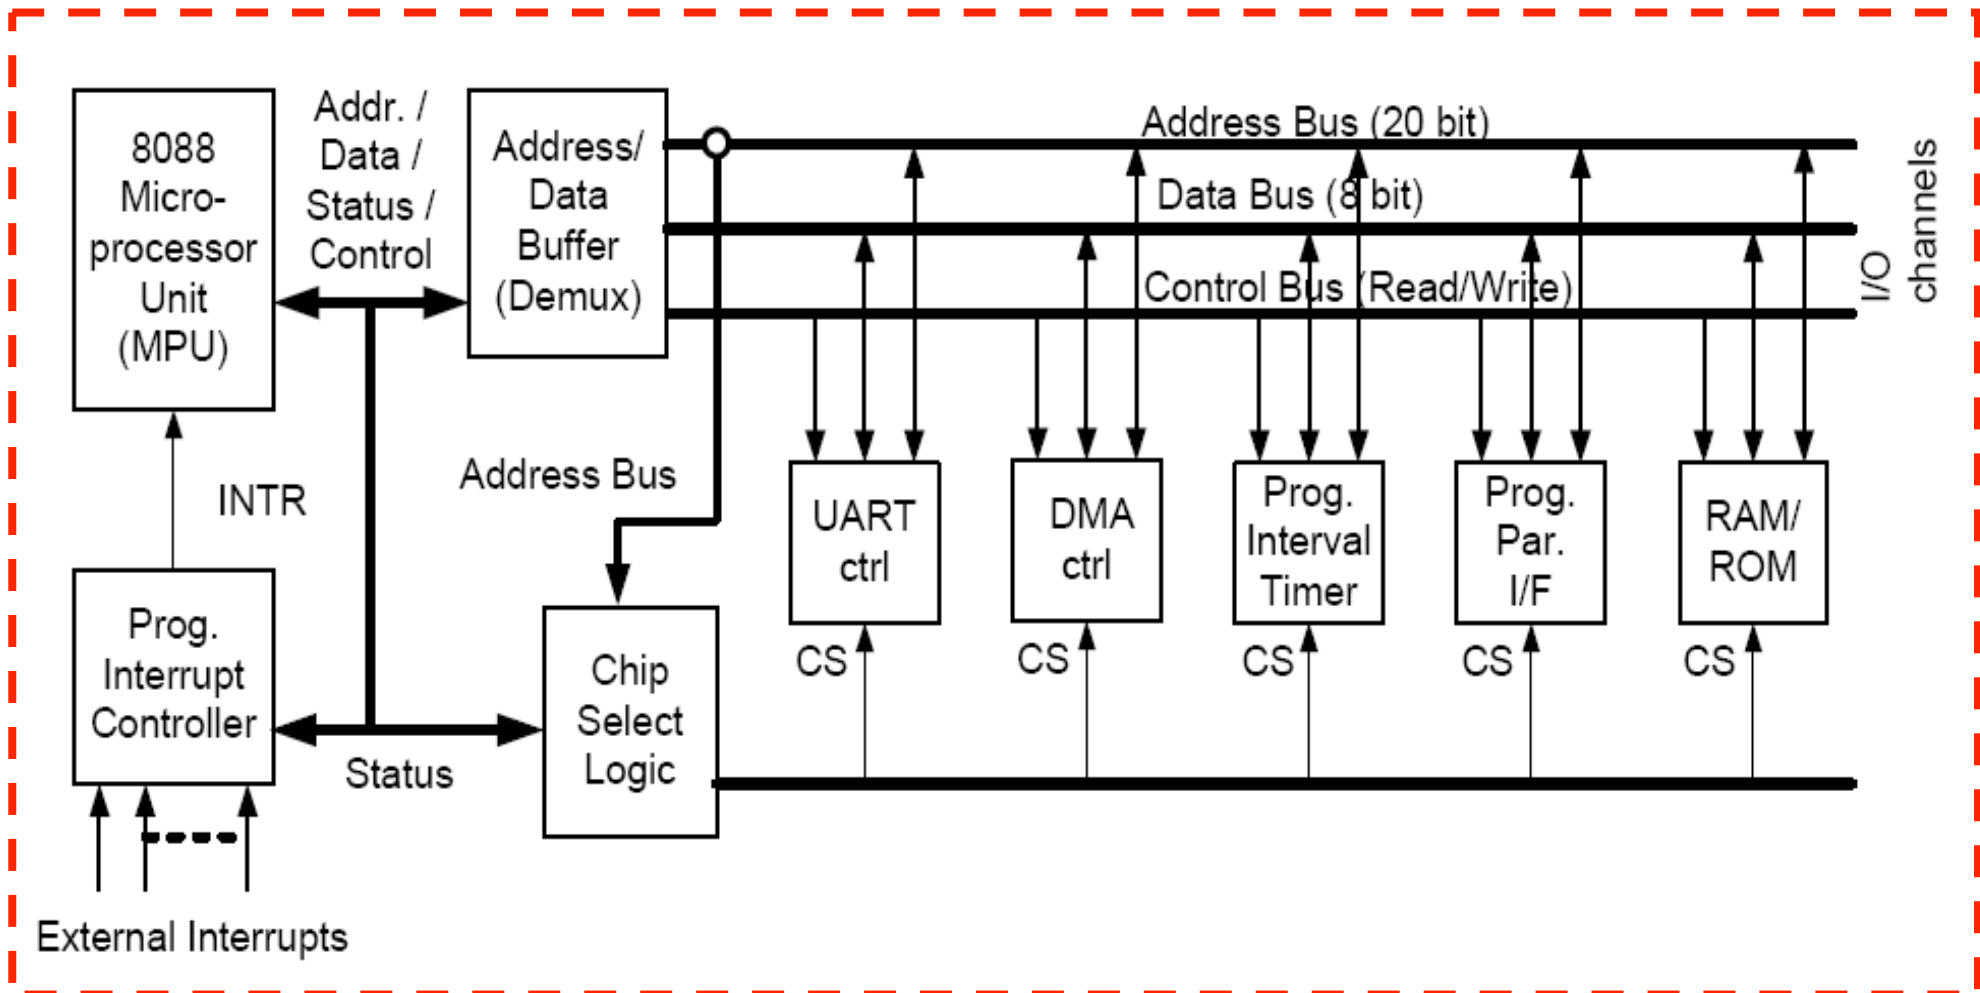 8088
Micro-
processor
Unit
(MPU)
Addr. /
Data /
Status /
Control
Address/
Data
Buffer
(Demux)
Address Bus (20 bit)
Data Bus (8 bit)
Control Bus (Read/Write)
I/O
channels
INTR
Address Bus
Prog.
Interrupt
Controller
Status
Chip
Select
Logic
UART
ctrl
DMA
ctrl
Prog.
Interval
Timer
Prog.
Par.
I/F
RAM/
ROM
CS
CS
CS
CS
CS
External Interrupts